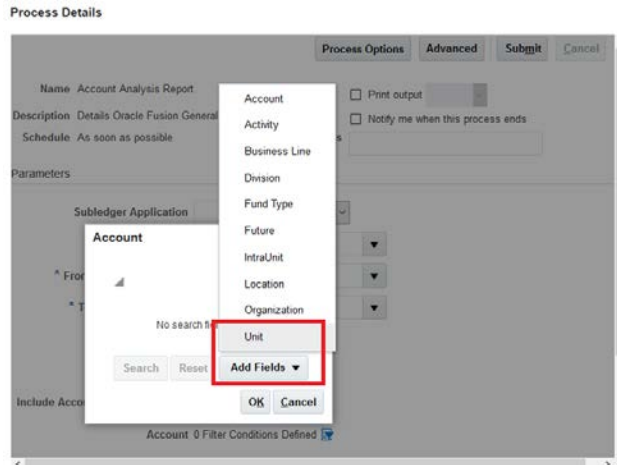 Process Details
Process Options Advanced Submit Cancel
Name Account Analysis Report
Print output
Description Details Oracle Fusion General
Notify me when this process ends
Schedule As soon as possible
Parameters
Subledger Application
Account
Activity
Business Line
Division
Fund Type
Future
IntraUnit
Location
Organization
Unit
Account
No search
Search Reset Add Fields
OK Cancel
Include
Account 0 Filter Conditions Defined